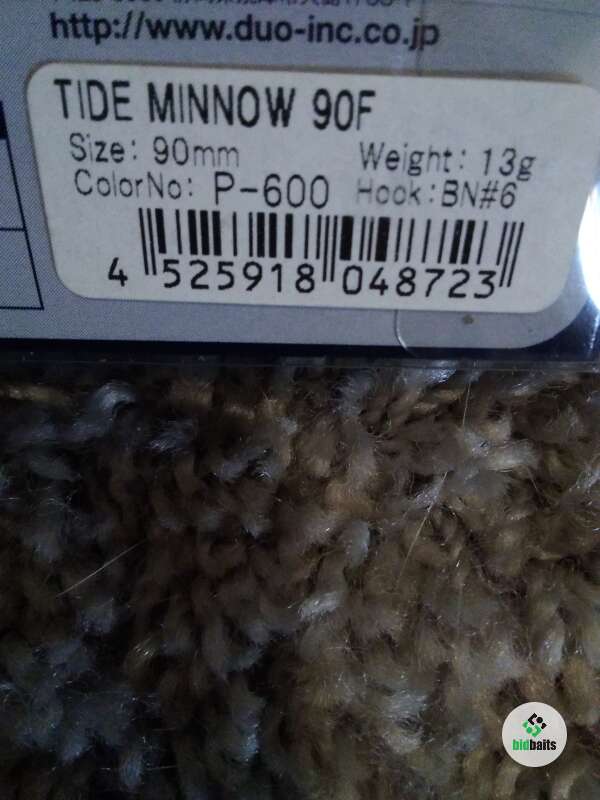 http://www.duo-inc.co.jp
TIDE MINNOW 90F
Size: 90mm Weight: 13g
ColorNo: P-600 Hook:BN#6
4 525918 048723
bidbaits